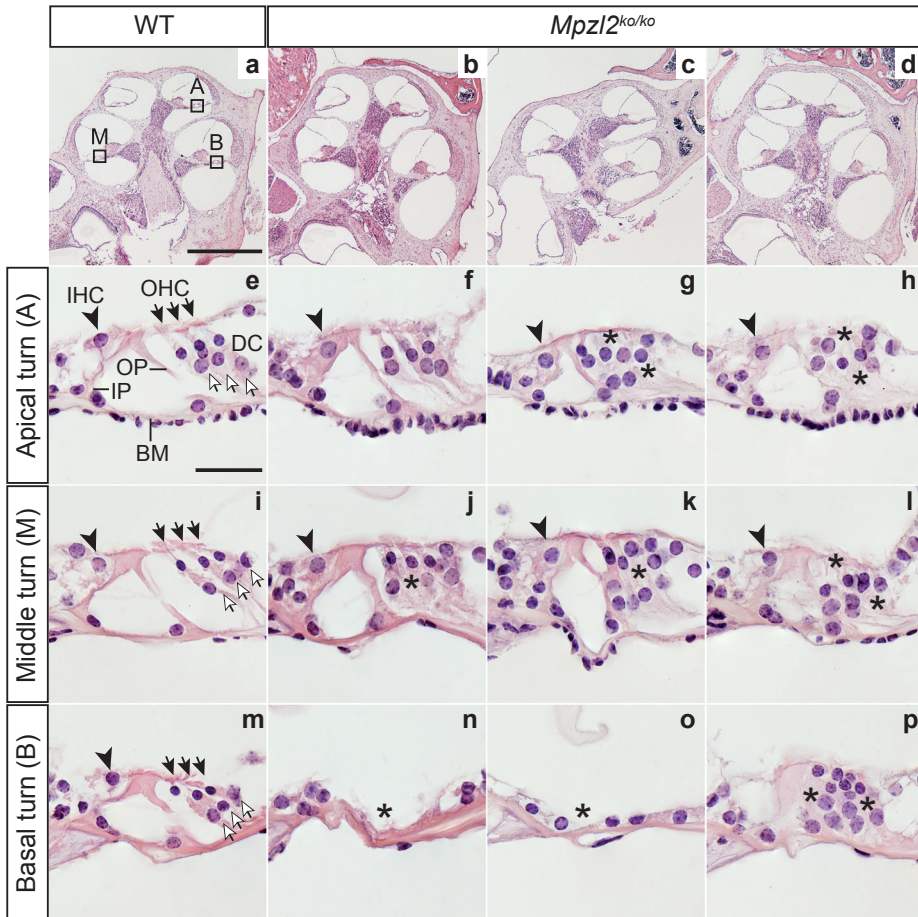 WT
Mpzl2ko/ko
a
b
c
d
A
M
B
Apical turn (A)
e
f
g
h
IHC
OHC
DC
OP
IP
BM
*
*
*
*
Middle turn (M)
i
j
k
l
*
*
*
*
Basal turn (B)
m
n
o
p
*
*
*
*